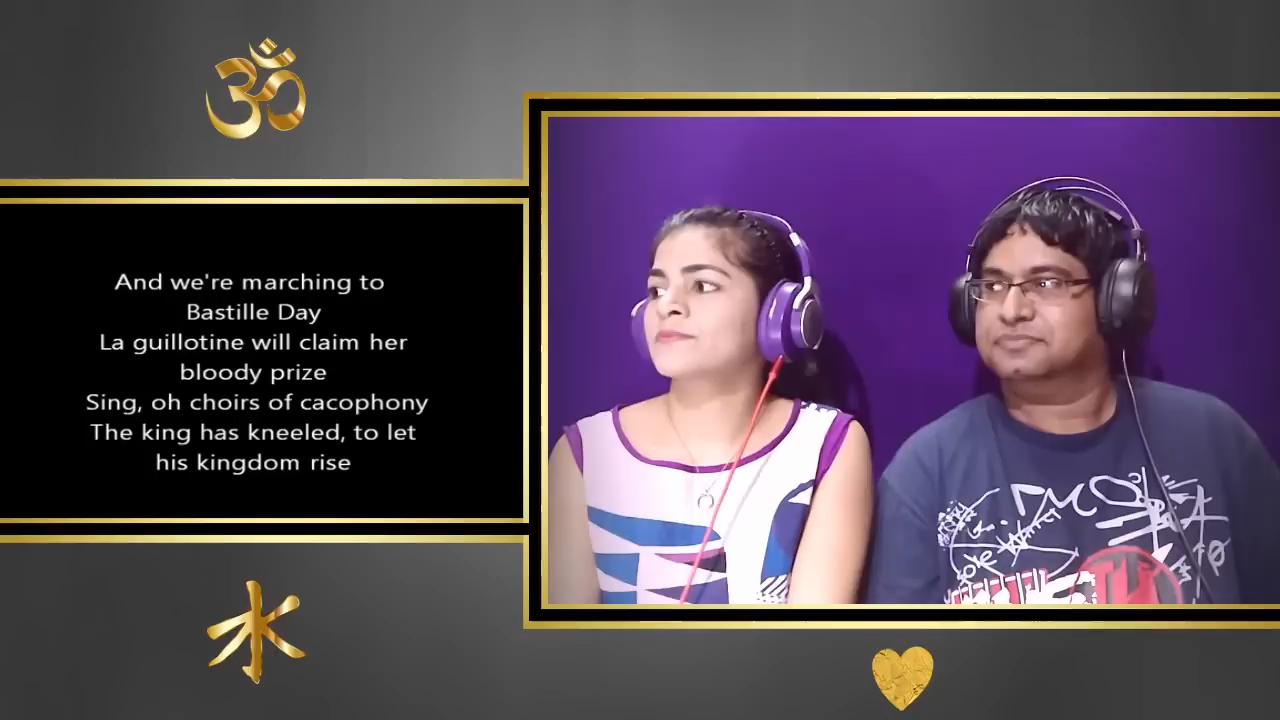 ॐ
And we're marching to
Bastille Day
La guillotine will claim her
bloody prize
Sing, oh choirs of cacophony
The king has kneeled, to let
his kingdom rise